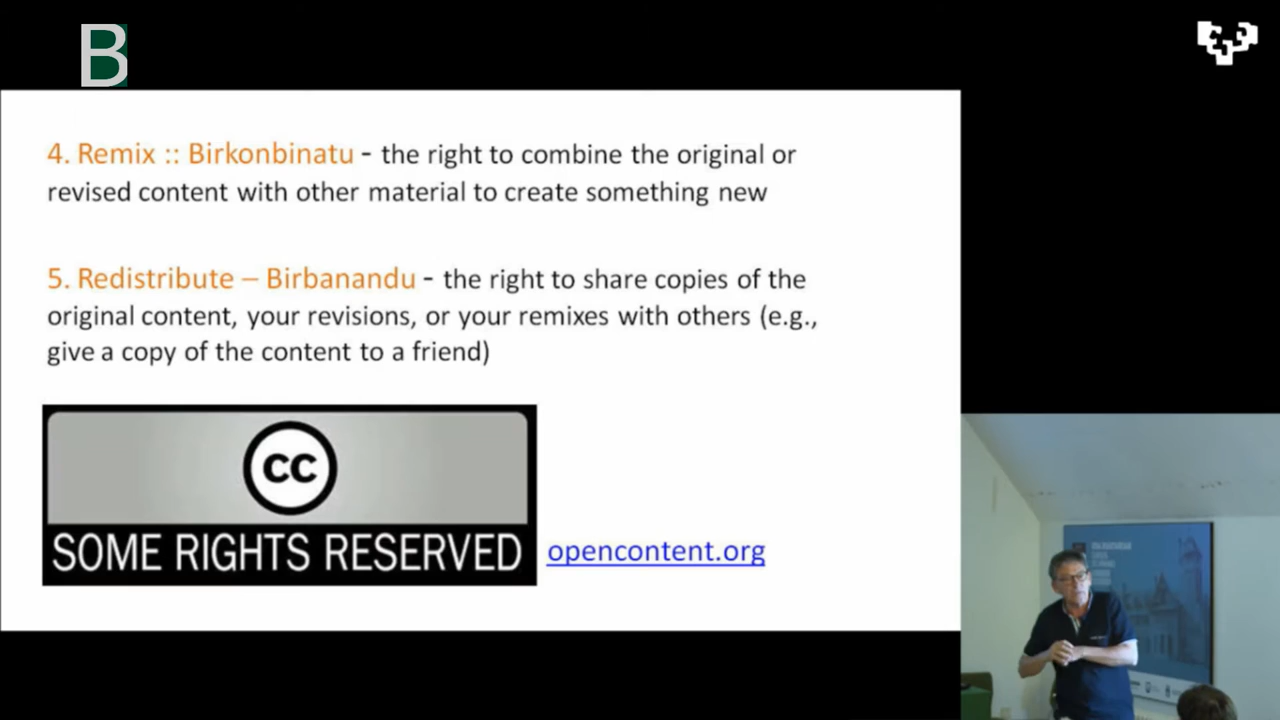 B
4. Remix :: Birkonbinatu - the right to combine the original or
revised content with other material to create something new
5. Redistribute – Birbanandu - the right to share copies of the
original content, your revisions, or your remixes with others (e.g.,
give a copy of the content to a friend)
cc
SOME RIGHTS RESERVED
opencontent.org